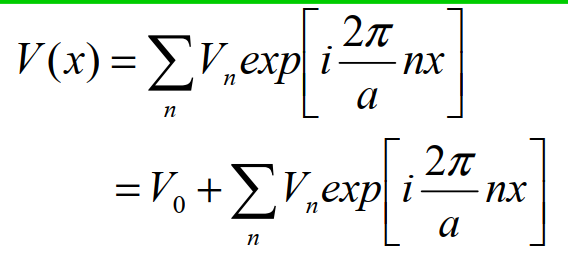 V(x) = ∑_n V_n exp[i 2π/a nx]
= V_0 + ∑_n V_n exp[i 2π/a nx]